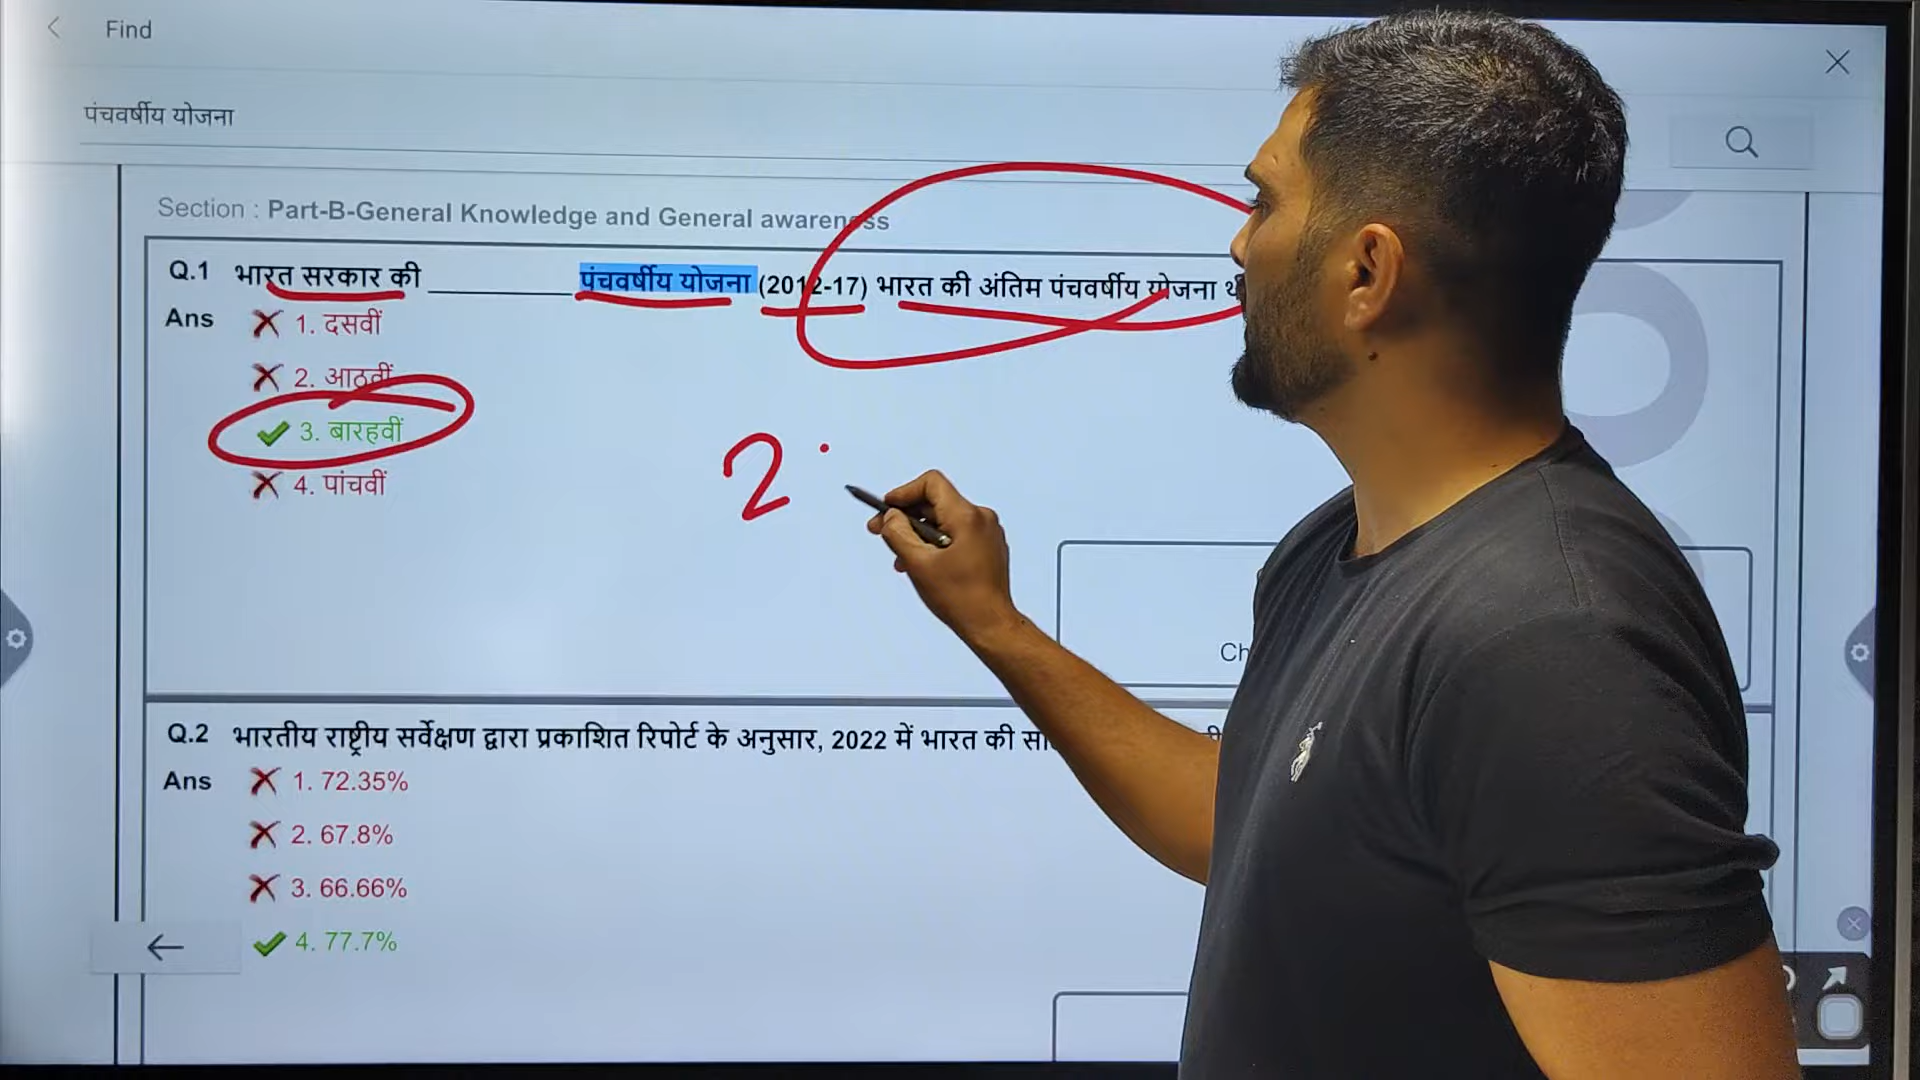 Find
पंचवर्षीय योजना
Section : Part-B-General Knowledge and General awareness
Q.1 भारत सरकार की __________ पंचवर्षीय योजना (2012-17) भारत की अंतिम पंचवर्षीय योजना
Ans 1. दसवीं
2. आठवीं
3. बारहवीं
4. पांचवीं
2
Ch
Q.2 भारतीय राष्ट्रीय सर्वेक्षण द्वारा प्रकाशित रिपोर्ट के अनुसार, 2022 में भारत की
Ans 1. 72.35%
2. 67.8%
3. 66.66%
4. 77.7%